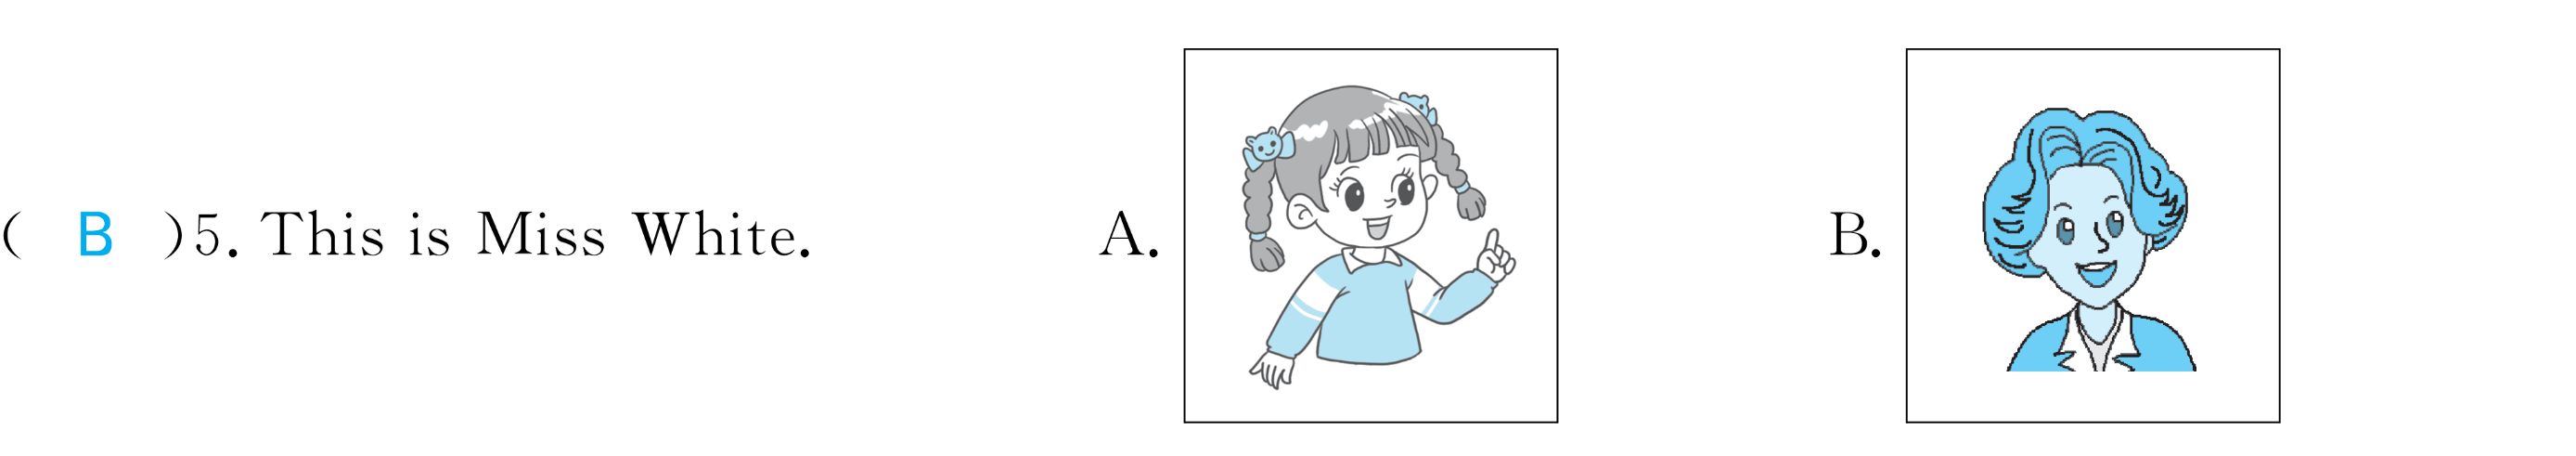 ( B )5. This is Miss White. A. B.